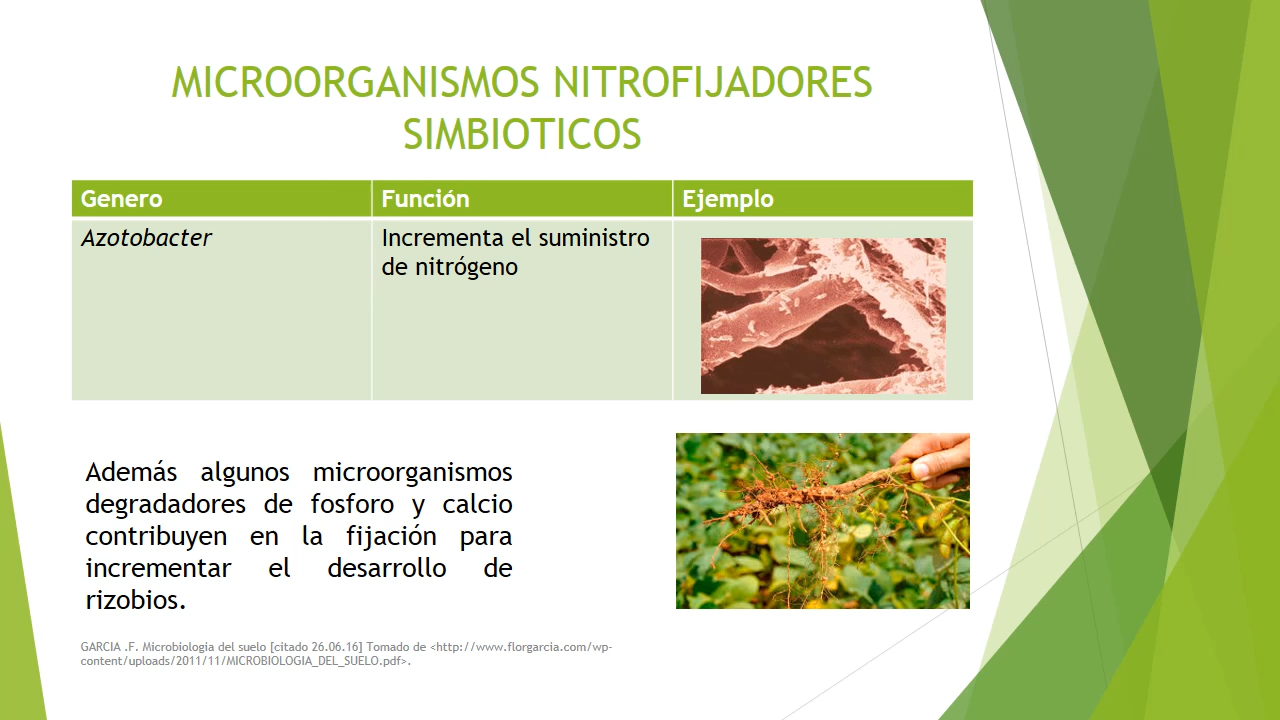 MICROORGANISMOS NITROFIJADORES
SIMBIOTICOS
Genero
Función
Ejemplo
Azotobacter
Incrementa el suministro
de nitrógeno
Además algunos microorganismos
degradadores de fosforo y calcio
contribuyen en la fijación para
incrementar el desarrollo de
rizobios.
GARCIA .F. Microbiologia del suelo [citado 26.06.16] Tomado de <http://www.florgarcia.com/wp-
content/uploads/2011/11/MICROBIOLOGIA_DEL_SUELO.pdf>.